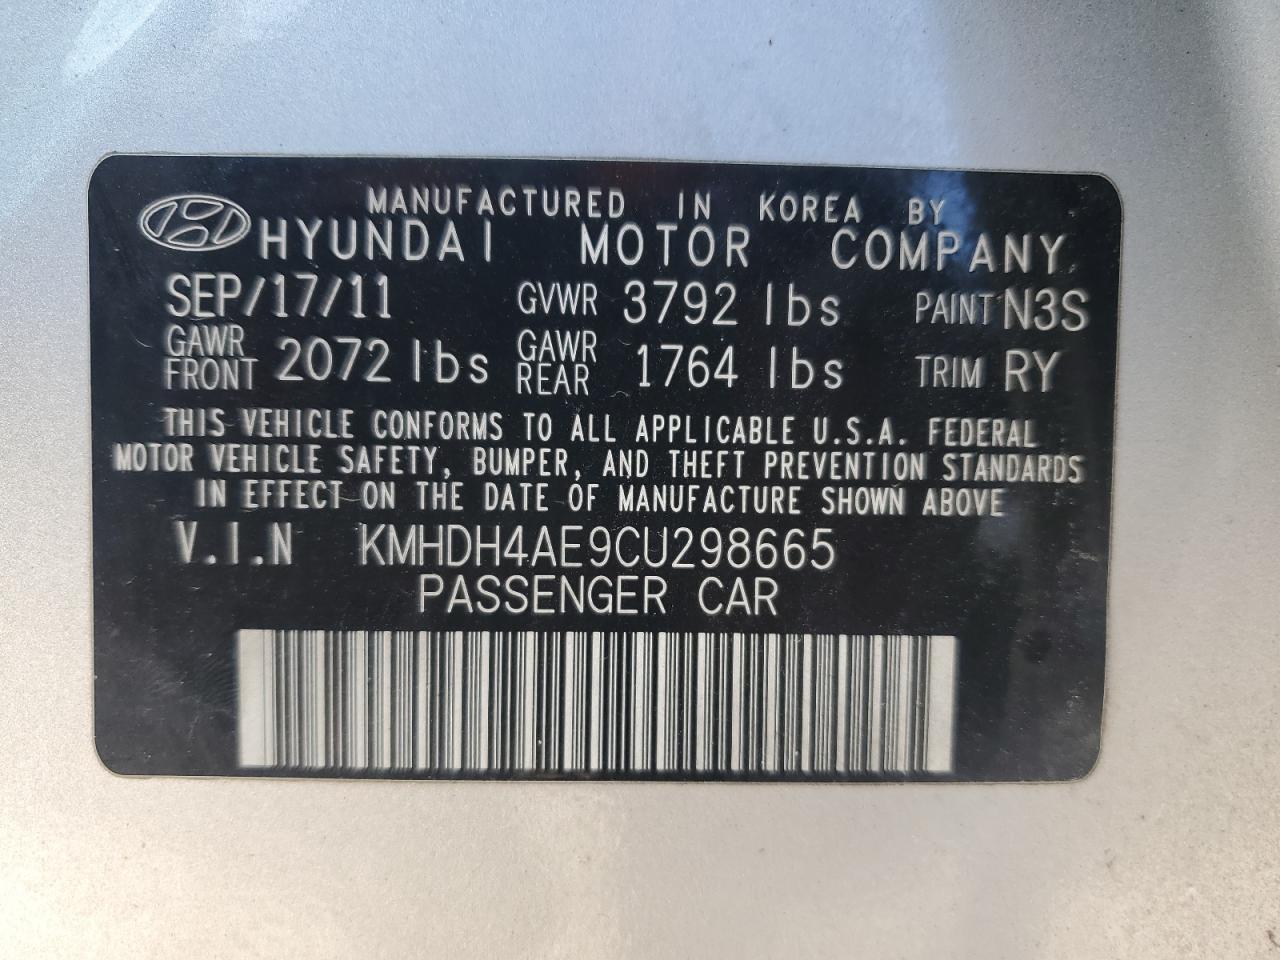 MANUFACTURED IN KOREA BY
HYUNDAI MOTOR COMPANY
SEP/17/11 GVWR 3792 lbs PAINT N3S
GAWR FRONT 2072 lbs GAWR REAR 1764 lbs TRIM RY
THIS VEHICLE CONFORMS TO ALL APPLICABLE U.S.A. FEDERAL
MOTOR VEHICLE SAFETY, BUMPER, AND THEFT PREVENTION STANDARDS
IN EFFECT ON THE DATE OF MANUFACTURE SHOWN ABOVE
V.I.N KMHDH4AE9CU298665
PASSENGER CAR